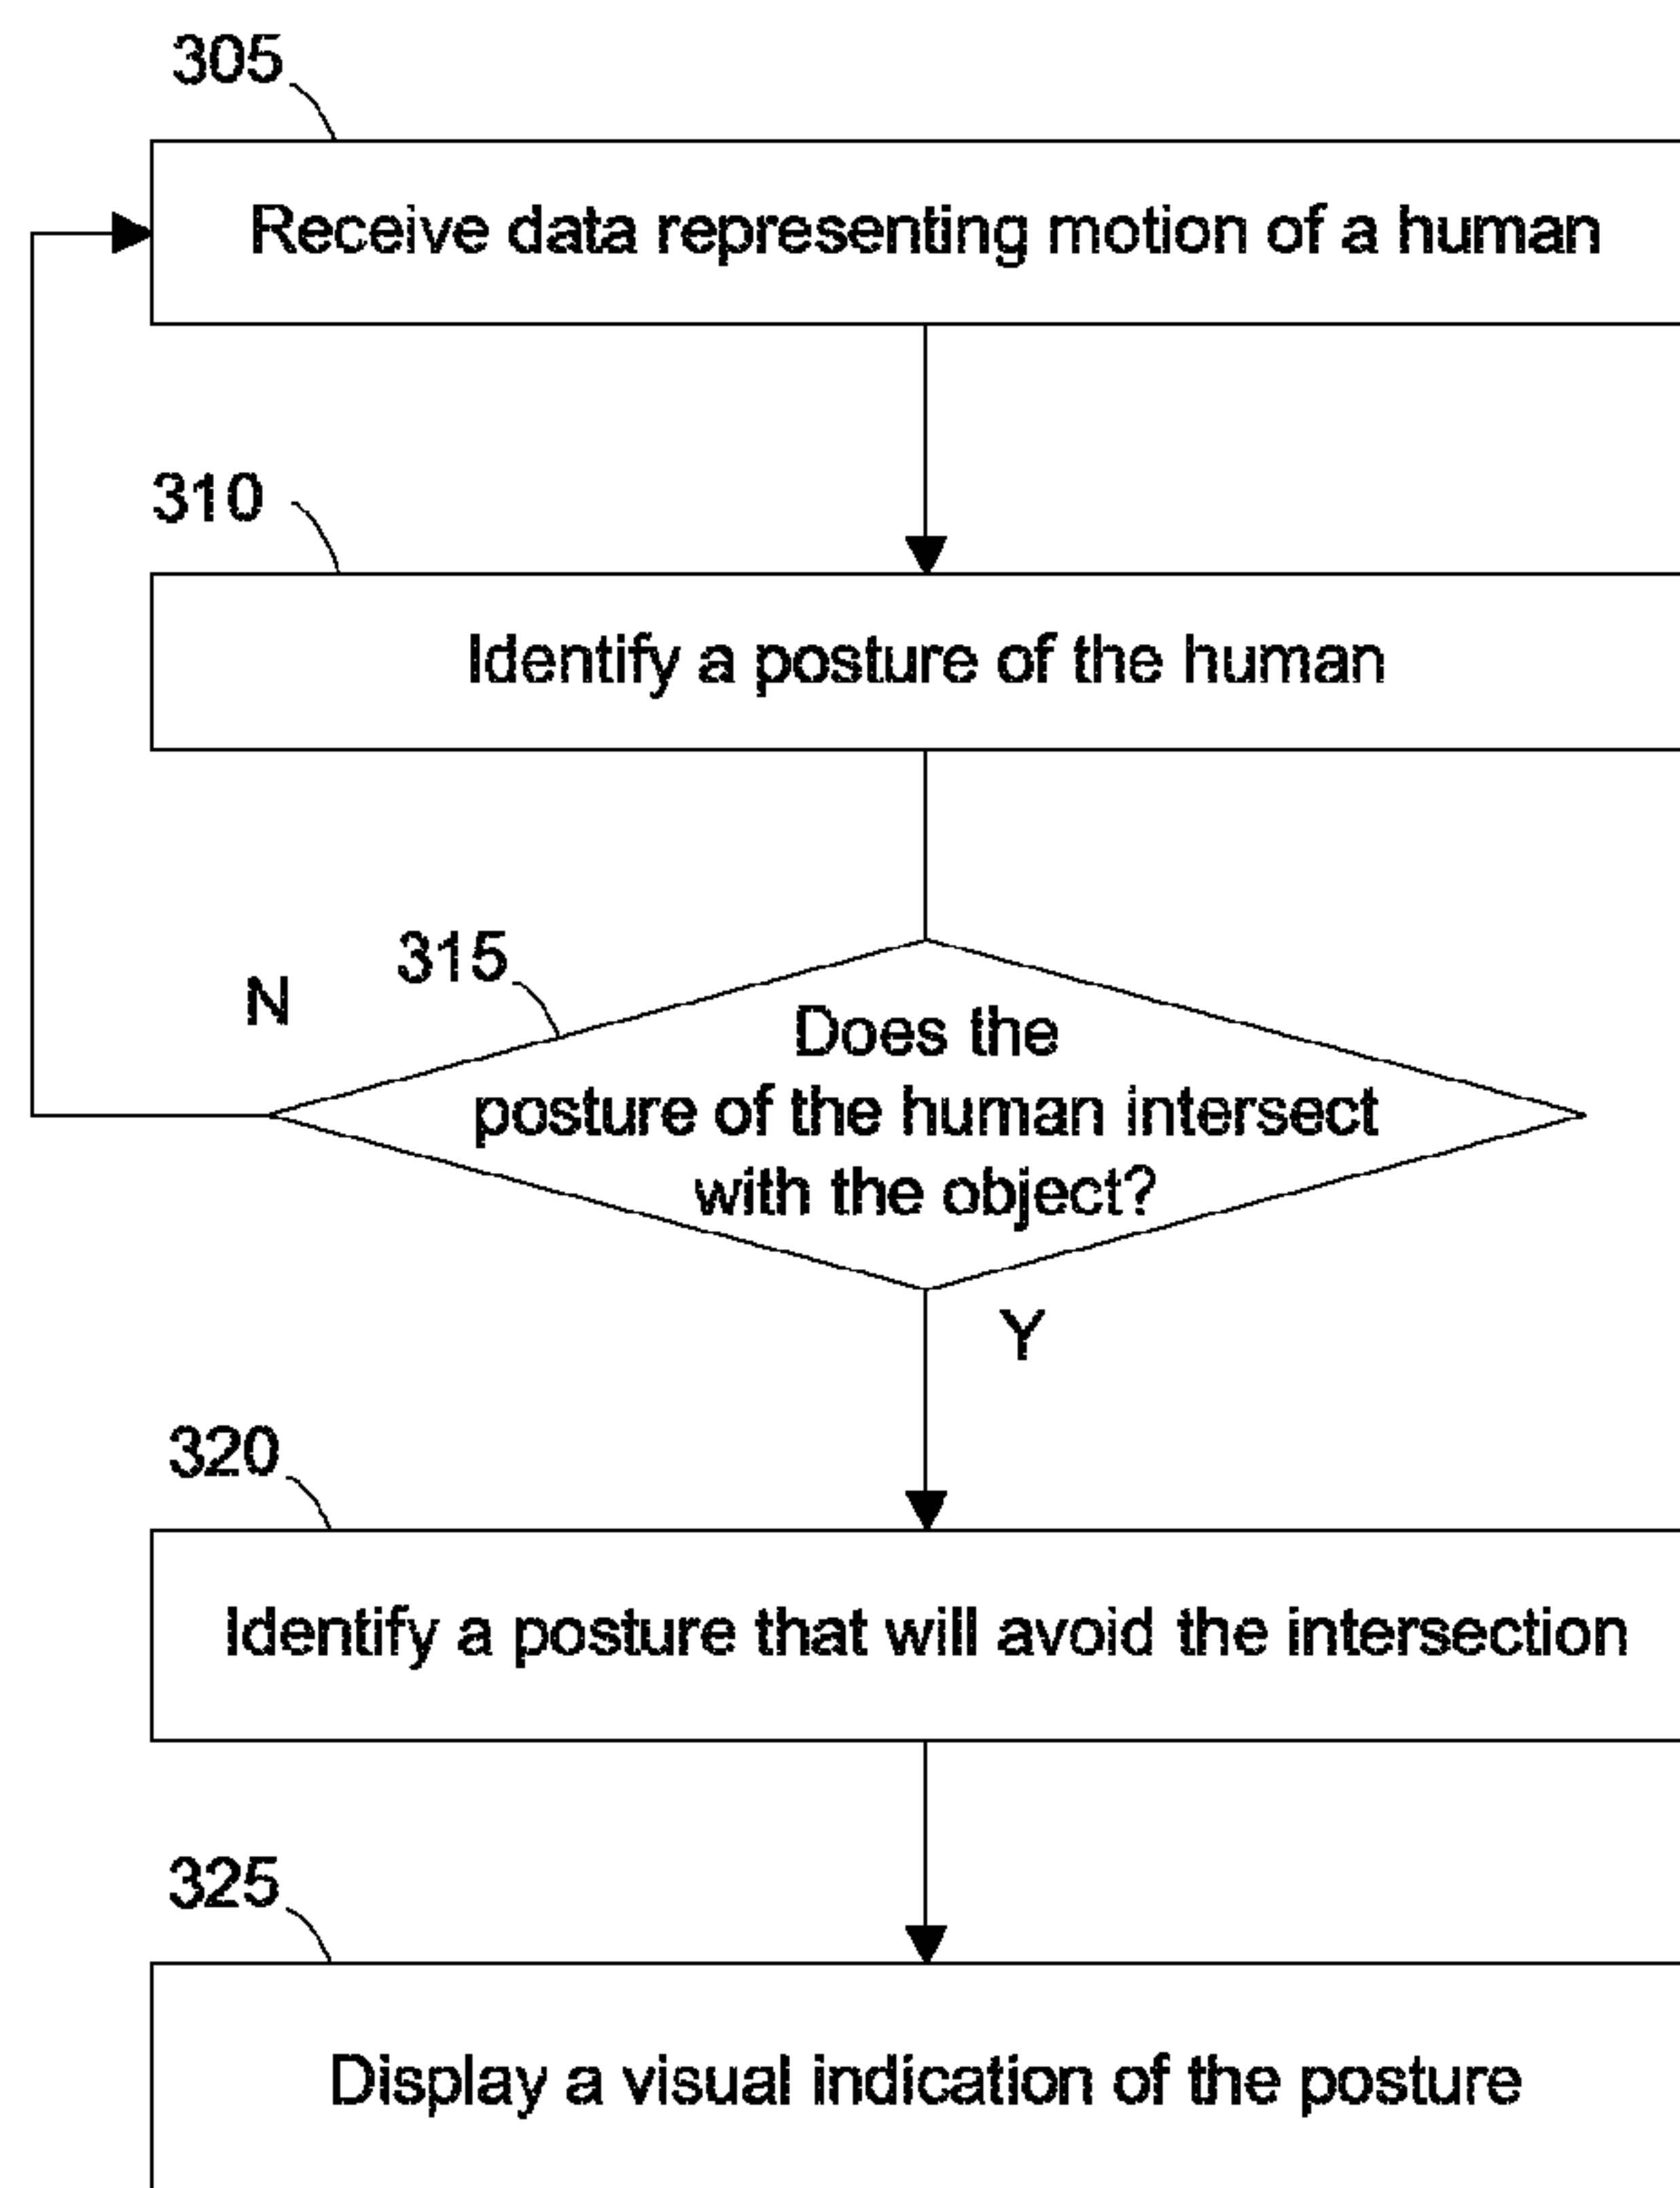 305
Receive data representing motion of a human
310
Identify a posture of the human
315
N
Does the
posture of the human intersect
with the object?
Y
320
Identify a posture that will avoid the intersection
325
Display a visual indication of the posture